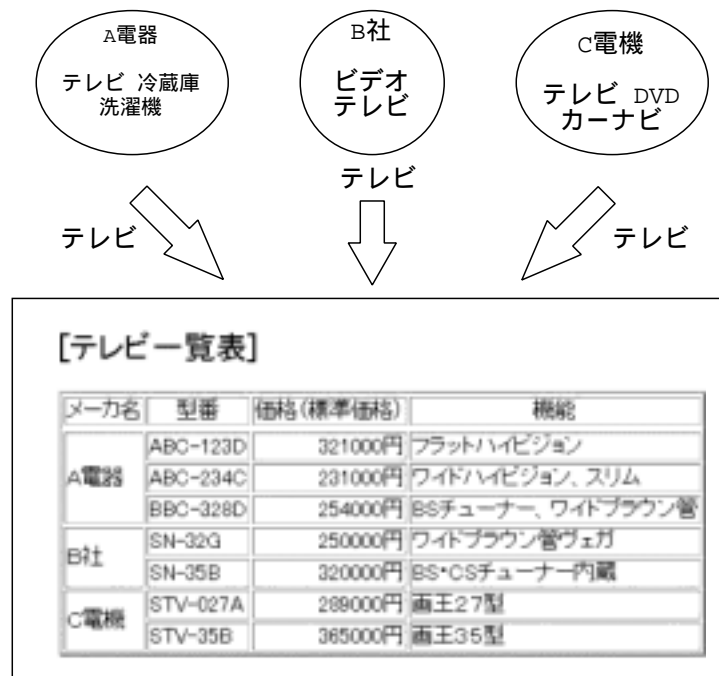 A電器
テレビ 冷蔵庫
洗濯機
B社
ビデオ
テレビ
C電機
テレビ DVD
カーナビ
テレビ
テレビ
テレビ
[テレビ一覧表]
メーカ名 型番 価格(標準価格) 機能
A電器 ABC-123D 321000円 フラットハイビジョン
ABC-234C 231000円 ワイドハイビジョン、スリム
BBC-328D 254000円 BSチューナー、ワイドブラウン管
B社 SN-32G 250000円 ワイドブラウン管ヴェガ
SN-35B 320000円 BS・CSチューナー内蔵
C電機 STV-027A 289000円 画王27型
STV-35B 365000円 画王35型